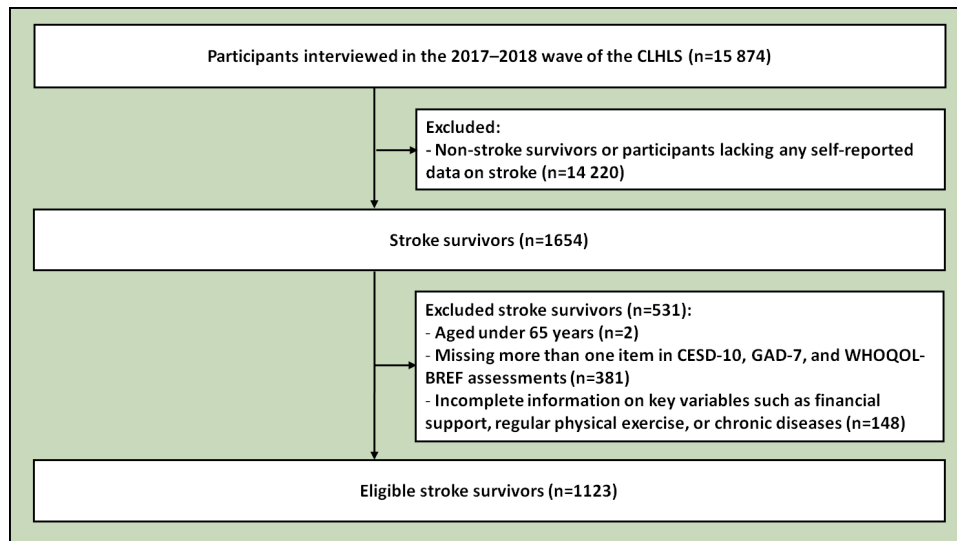 Participants interviewed in the 2017–2018 wave of the CLHLS (n=15 874)
Excluded:
- Non-stroke survivors or participants lacking any self-reported
data on stroke (n=14 220)
Stroke survivors (n=1654)
Excluded stroke survivors (n=531):
- Aged under 65 years (n=2)
- Missing more than one item in CESD-10, GAD-7, and WHOQOL-
BREF assessments (n=381)
- Incomplete information on key variables such as financial
support, regular physical exercise, or chronic diseases (n=148)
Eligible stroke survivors (n=1123)